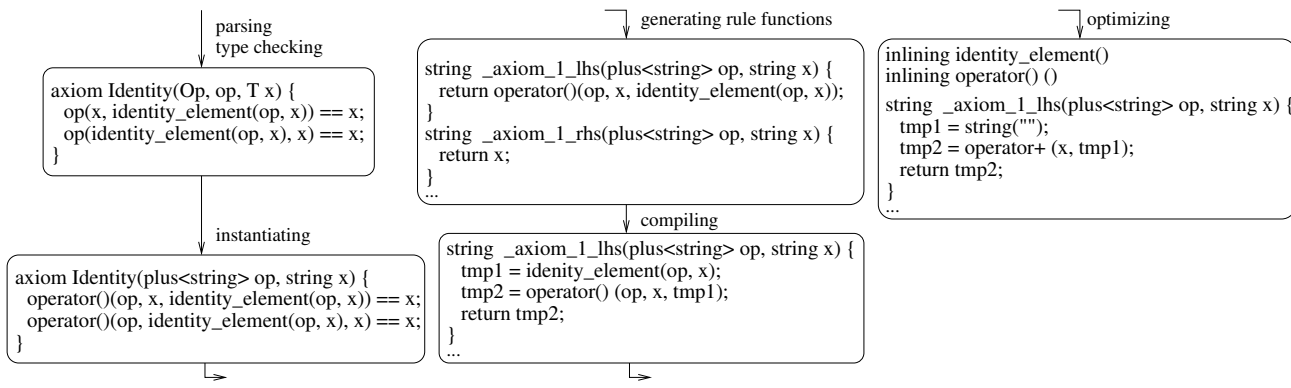 parsing
type checking
axiom Identity(Op, op, T x) {
op(x, identity_element(op, x)) == x;
op(identity_element(op, x), x) == x;
}
instantiating
axiom Identity(plus<string> op, string x) {
operator()(op, x, identity_element(op, x)) == x;
operator()(op, identity_element(op, x), x) == x;
}
generating rule functions
string _axiom_1_lhs(plus<string> op, string x) {
return operator()(op, x, identity_element(op, x));
}
string _axiom_1_rhs(plus<string> op, string x) {
return x;
}
...
compiling
string _axiom_1_lhs(plus<string> op, string x) {
tmp1 = idenity_element(op, x);
tmp2 = operator() (op, x, tmp1);
return tmp2;
}
...
optimizing
inlining identity_element()
inlining operator() ()
string _axiom_1_lhs(plus<string> op, string x) {
tmp1 = string("");
tmp2 = operator+ (x, tmp1);
return tmp2;
}
...